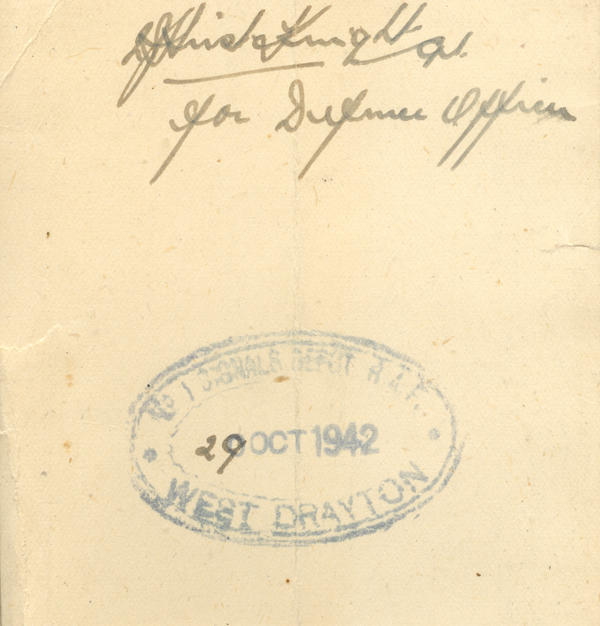 Knight
for Defence Officer
No 1 SIGNALS DEPOT R.A.F.
29 OCT 1942
WEST DRAYTON